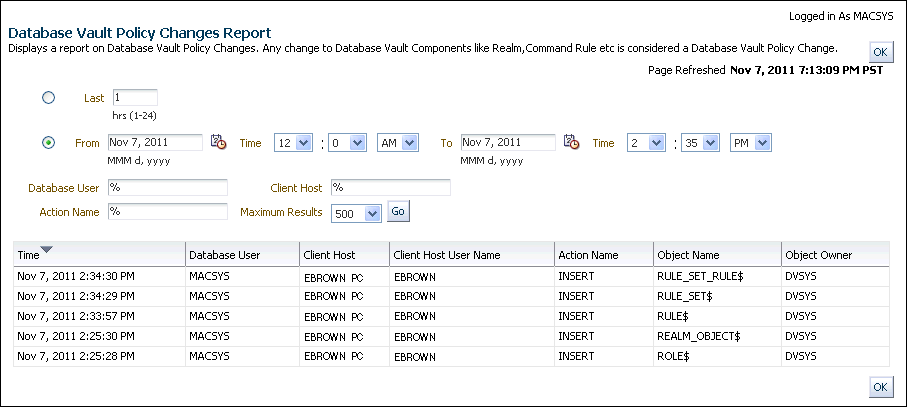 Logged in As MACSYS
Database Vault Policy Changes Report
Displays a report on Database Vault Policy Changes. Any change to Database Vault Components like Realm,Command Rule etc is considered a Database Vault Policy Change.
OK
Page Refreshed Nov 7, 2011 7:13:09 PM PST
Last 1
hrs (1-24)
From Nov 7, 2011 Time 12 : 0 AM To Nov 7, 2011 Time 2 : 35 PM
MMM d, yyyy MMM d, yyyy
Database User % Client Host %
Action Name % Maximum Results 500 Go
Time Database User Client Host Client Host User Name Action Name Object Name Object Owner
Nov 7, 2011 2:34:30 PM MACSYS EBROWN PC EBROWN INSERT RULE_SET_RULE$ DVSYS
Nov 7, 2011 2:34:29 PM MACSYS EBROWN PC EBROWN INSERT RULE_SET$ DVSYS
Nov 7, 2011 2:33:57 PM MACSYS EBROWN PC EBROWN INSERT RULE$ DVSYS
Nov 7, 2011 2:25:30 PM MACSYS EBROWN PC EBROWN INSERT REALM_OBJECT$ DVSYS
Nov 7, 2011 2:25:28 PM MACSYS EBROWN PC EBROWN INSERT ROLE$ DVSYS
OK